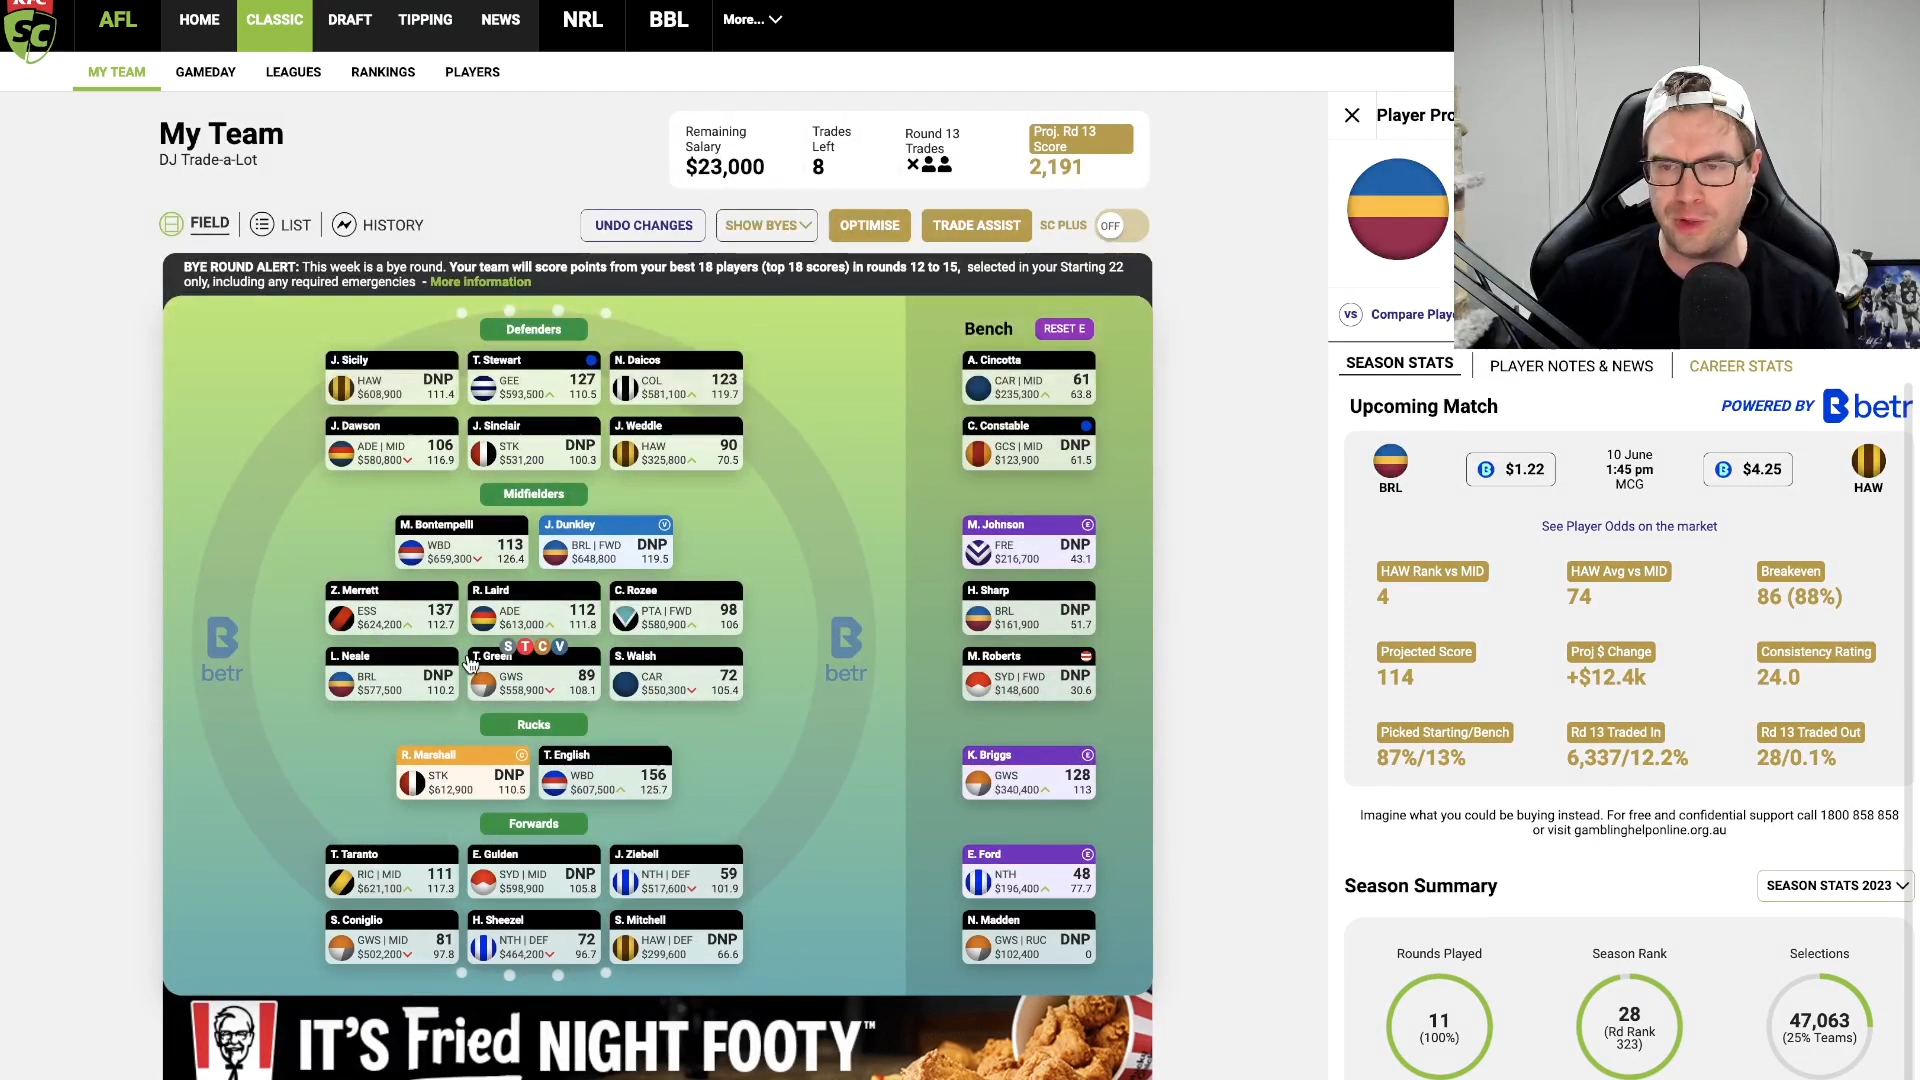 KFC
SC
AFL
HOME
CLASSIC
DRAFT
TIPPING
NEWS
NRL
BBL
More...
MY TEAM
GAMEDAY
LEAGUES
RANKINGS
PLAYERS
My Team
DJ Trade-a-Lot
Remaining Salary
$23,000
Trades Left
8
Round 13 Trades
Proj. Rd 13 Score
2,191
FIELD
LIST
HISTORY
UNDO CHANGES
SHOW BYES
OPTIMISE
TRADE ASSIST
SC PLUS
OFF
BYE ROUND ALERT: This week is a bye round. Your team will score points from your best 18 players (top 18 scores) in rounds 12 to 15, selected in your Starting 22
only, including any required emergencies - More information
Defenders
J. Sicily
HAW DNP
$608,900 111.4
T. Stewart
GEE 127
$593,500 110.5
N. Daicos
COL 123
$581,100 119.7
J. Dawson
ADE | MID 106
$580,800 116.9
J. Sinclair
STK DNP
$531,200 100.3
J. Weddle
HAW 90
$325,800 70.5
Midfielders
M. Bontempelli
WBD 113
$659,300 126.4
J. Dunkley V
BRL | FWD DNP
$648,800 119.5
Z. Merrett
ESS 137
$624,200 112.7
R. Laird
ADE 112
$613,000 111.8
C. Rozee
PTA | FWD 98
$580,900 106
S T C V
L. Neale
BRL DNP
$577,500 110.2
T. Green
GWS 89
$558,900 108.1
S. Walsh
CAR 72
$550,300 105.4
betr
betr
Rucks
R. Marshall C
STK DNP
$612,900 110.5
T. English
WBD 156
$607,500 125.7
Forwards
T. Taranto
RIC | MID 111
$621,100 117.3
E. Gulden
SYD | MID DNP
$598,900 105.8
J. Ziebell
NTH | DEF 59
$517,600 101.9
S. Coniglio
GWS | MID 81
$502,200 97.8
H. Sheezel
NTH | DEF 72
$464,200 96.7
S. Mitchell
HAW | DEF DNP
$299,600 66.6
Bench
RESET E
A. Cincotta
CAR | MID 61
$235,300 63.8
C. Constable
GCS | MID DNP
$123,900 61.5
M. Johnson E
FRE DNP
$216,700 43.1
H. Sharp
BRL DNP
$161,900 51.7
M. Roberts
SYD | FWD DNP
$148,600 30.6
K. Briggs E
GWS 128
$340,400 113
E. Ford E
NTH 48
$196,400 77.7
N. Madden
GWS | RUC DNP
$102,400 0
IT'S Fried NIGHT FOOTY™
Player Pro
VS Compare Playe
SEASON STATS
PLAYER NOTES & NEWS
CAREER STATS
Upcoming Match
POWERED BY betr
BRL
$1.22
10 June
1:45 pm
MCG
$4.25
HAW
See Player Odds on the market
HAW Rank vs MID
4
HAW Avg vs MID
74
Breakeven
86 (88%)
Projected Score
114
Proj $ Change
+$12.4k
Consistency Rating
24.0
Picked Starting/Bench
87%/13%
Rd 13 Traded In
6,337/12.2%
Rd 13 Traded Out
28/0.1%
Imagine what you could be buying instead. For free and confidential support call 1800 858 858
or visit gamblinghelponline.org.au
Season Summary
SEASON STATS 2023
Rounds Played
11
(100%)
Season Rank
28
(Rd Rank
323)
Selections
47,063
(25% Teams)